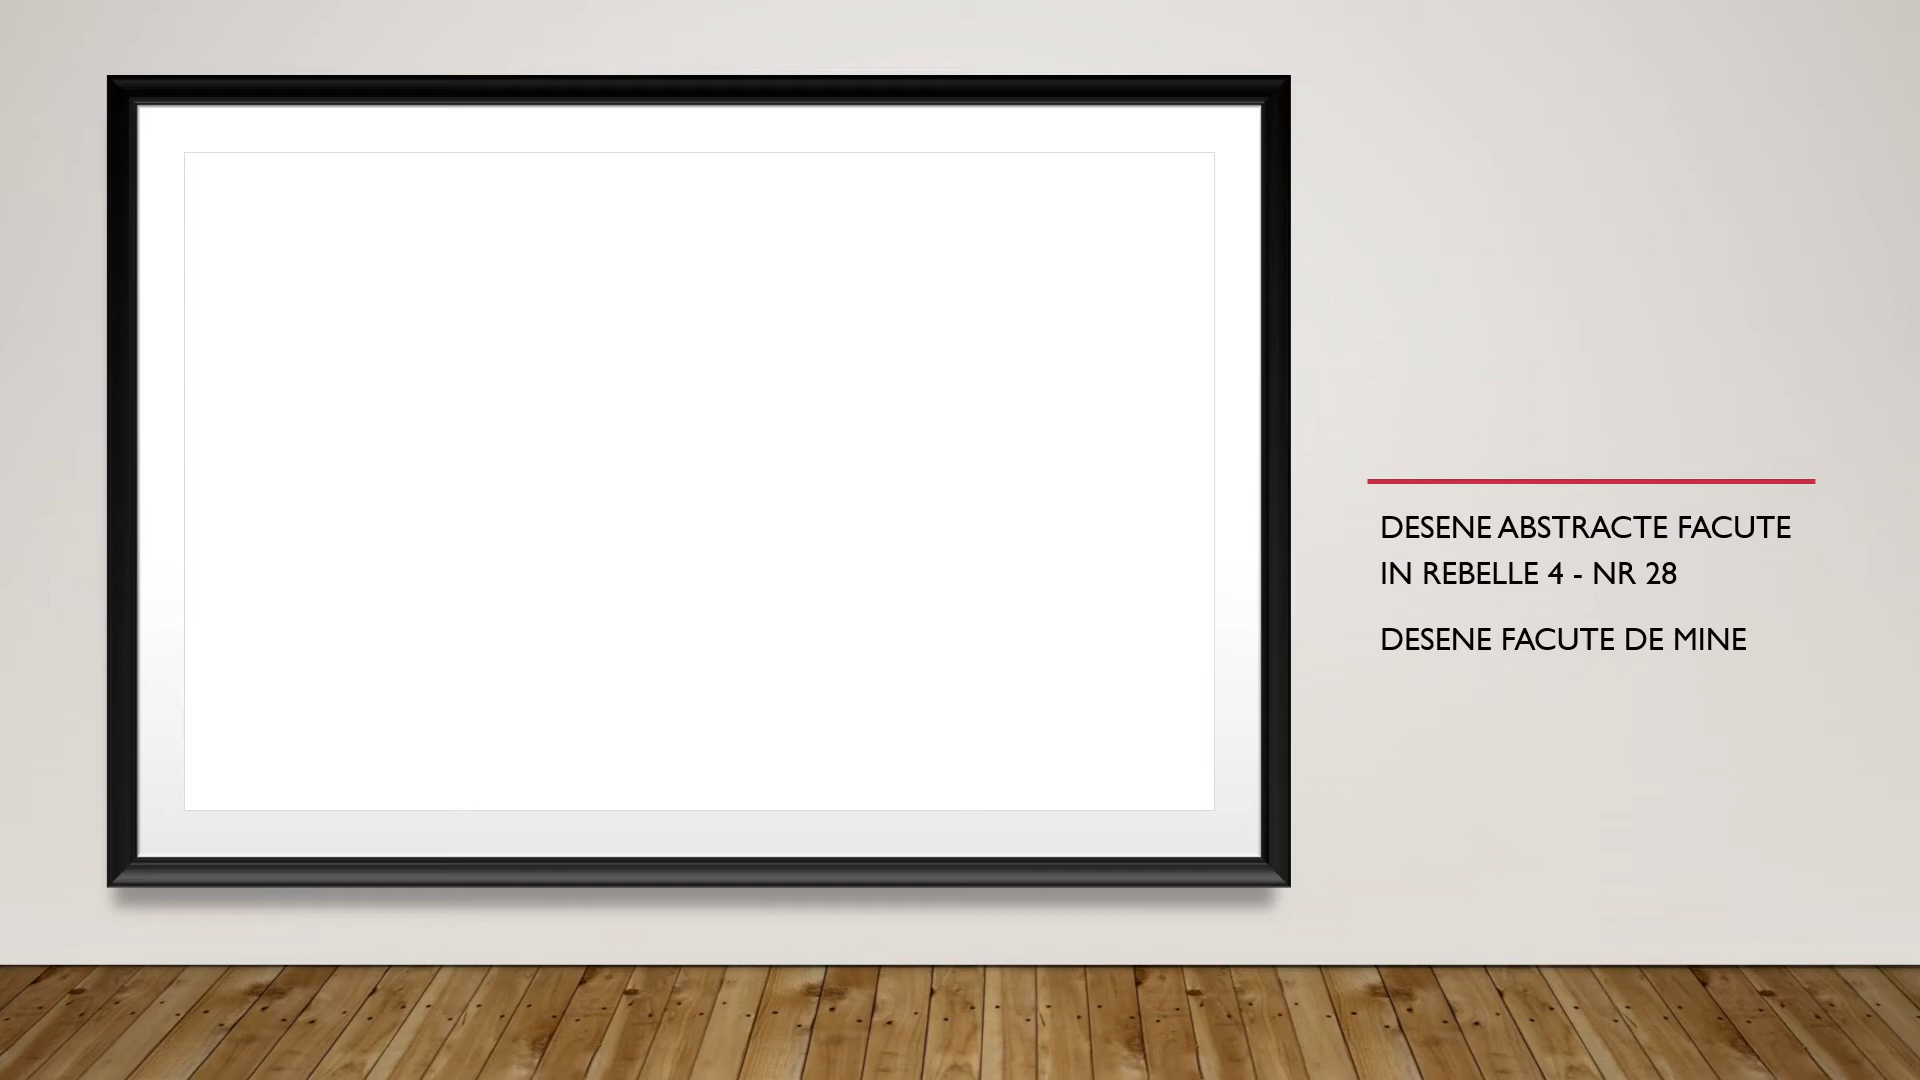 DESENE ABSTRACTE FACUTE
IN REBELLE 4 - NR 28
DESENE FACUTE DE MINE